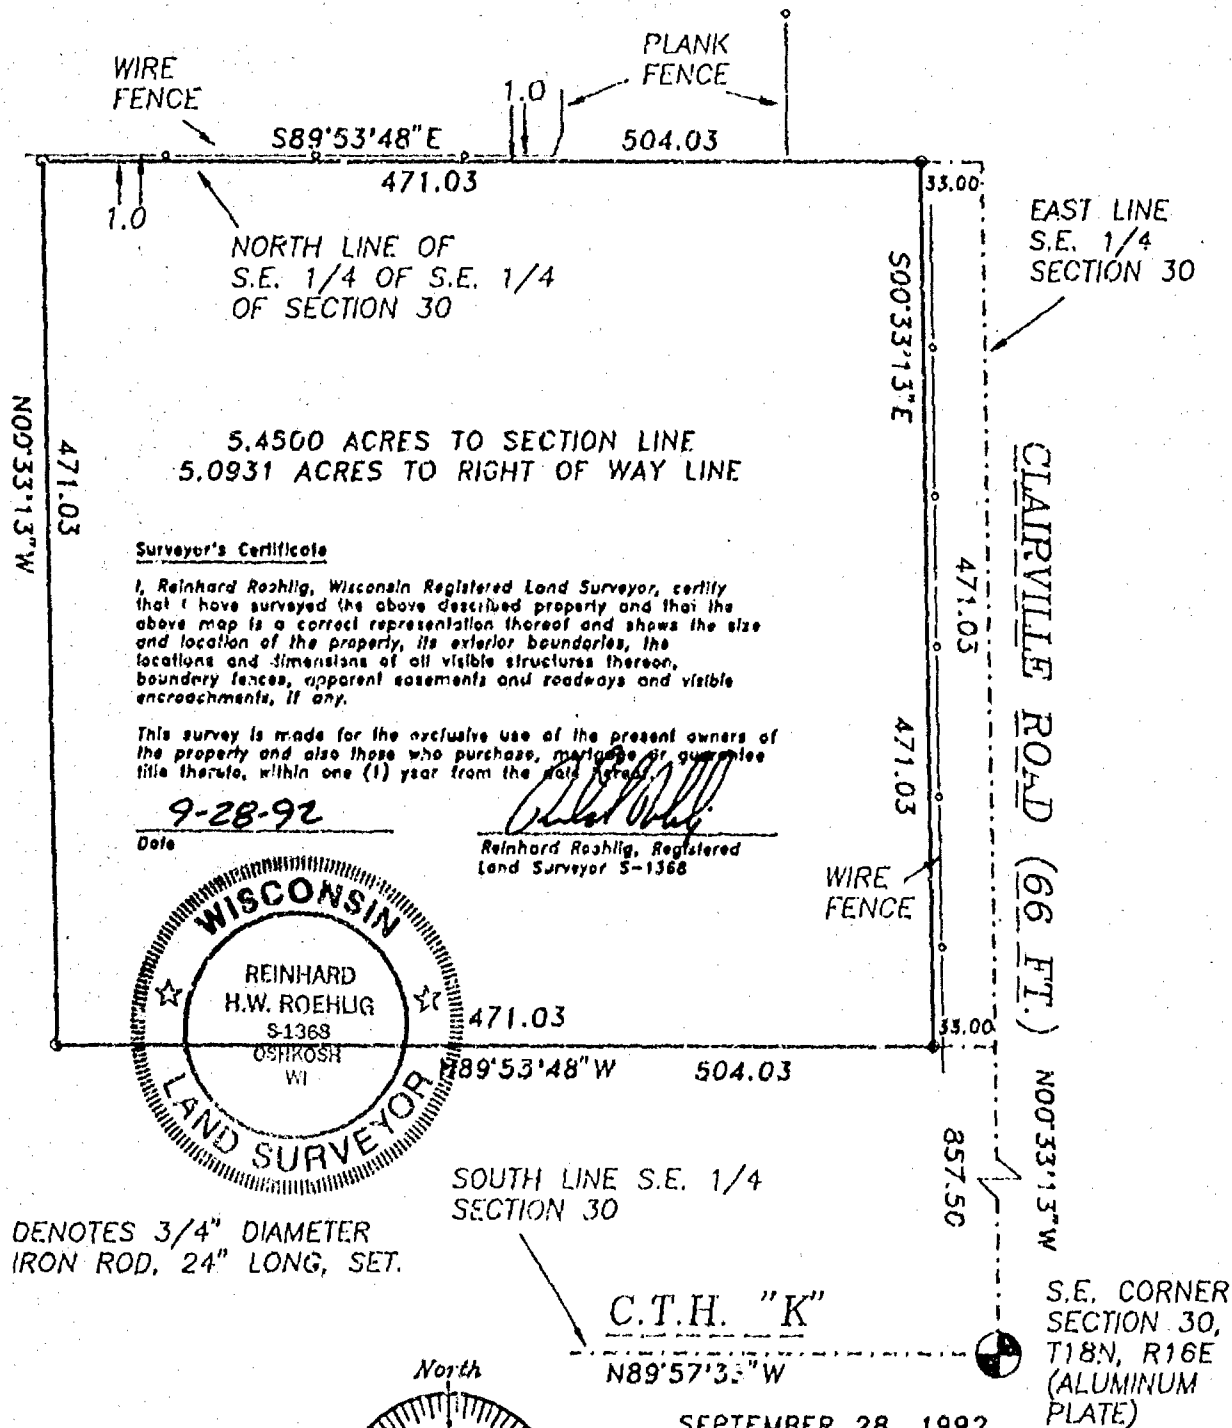 PLANK
FENCE
WIRE
FENCE
1.0
S89°53'48"E
504.03
471.03
33.00
1.0
NORTH LINE OF
S.E. 1/4 OF S.E. 1/4
OF SECTION 30
EAST LINE
S.E. 1/4
SECTION 30
S00°33'13"E
N00°33'13"W
471.03
5.4500 ACRES TO SECTION LINE
5.0931 ACRES TO RIGHT OF WAY LINE
CLAIRVILLE ROAD (66 FT.)
471.03
471.03
Surveyor's Certificate
I, Reinhard Roehlig, Wisconsin Registered Land Surveyor, certify
that I have surveyed the above described property and that the
above map is a correct representation thereof and shows the size
and location of the property, its exterior boundaries, the
locations and dimensions of all visible structures thereon,
boundary fences, apparent easements and roadways and visible
encroachments, if any.
This survey is made for the exclusive use of the present owners of
the property and also those who purchase, mortgage or guarantee
title thereto, within one (1) year from the date hereof.
9-28-92
Date
Reinhard Roehlig, Registered
Land Surveyor S-1368
WIRE
FENCE
WISCONSIN
REINHARD
H.W. ROEHLIG
S-1368
OSHKOSH
WI
LAND SURVEYOR
471.03
33.00
N89°53'48"W
504.03
N00°33'13"W
857.50
SOUTH LINE S.E. 1/4
SECTION 30
DENOTES 3/4" DIAMETER
IRON ROD, 24" LONG, SET.
C.T.H. "K"
S.E. CORNER
SECTION 30,
T18N, R16E
(ALUMINUM
PLATE)
North
SEPTEMBER 28, 1992